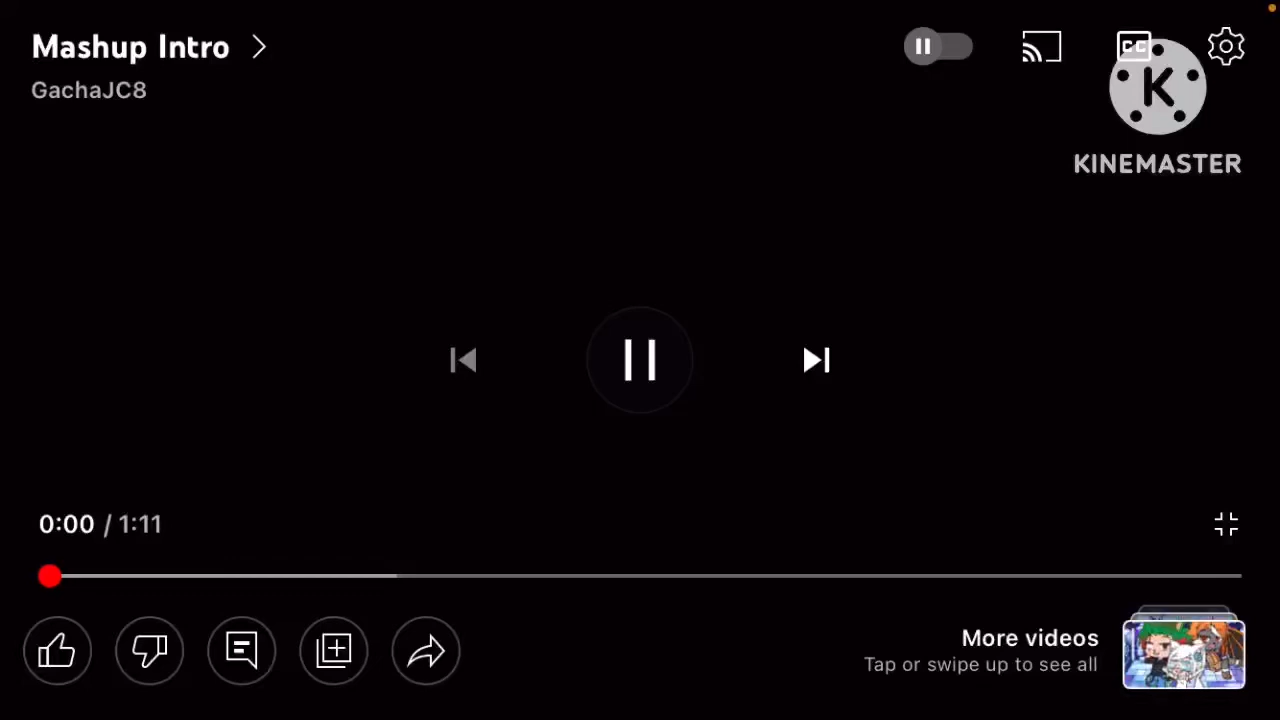 Mashup Intro
GachaJC8
CC
K
KINEMASTER
0:00 / 1:11
More videos
Tap or swipe up to see all